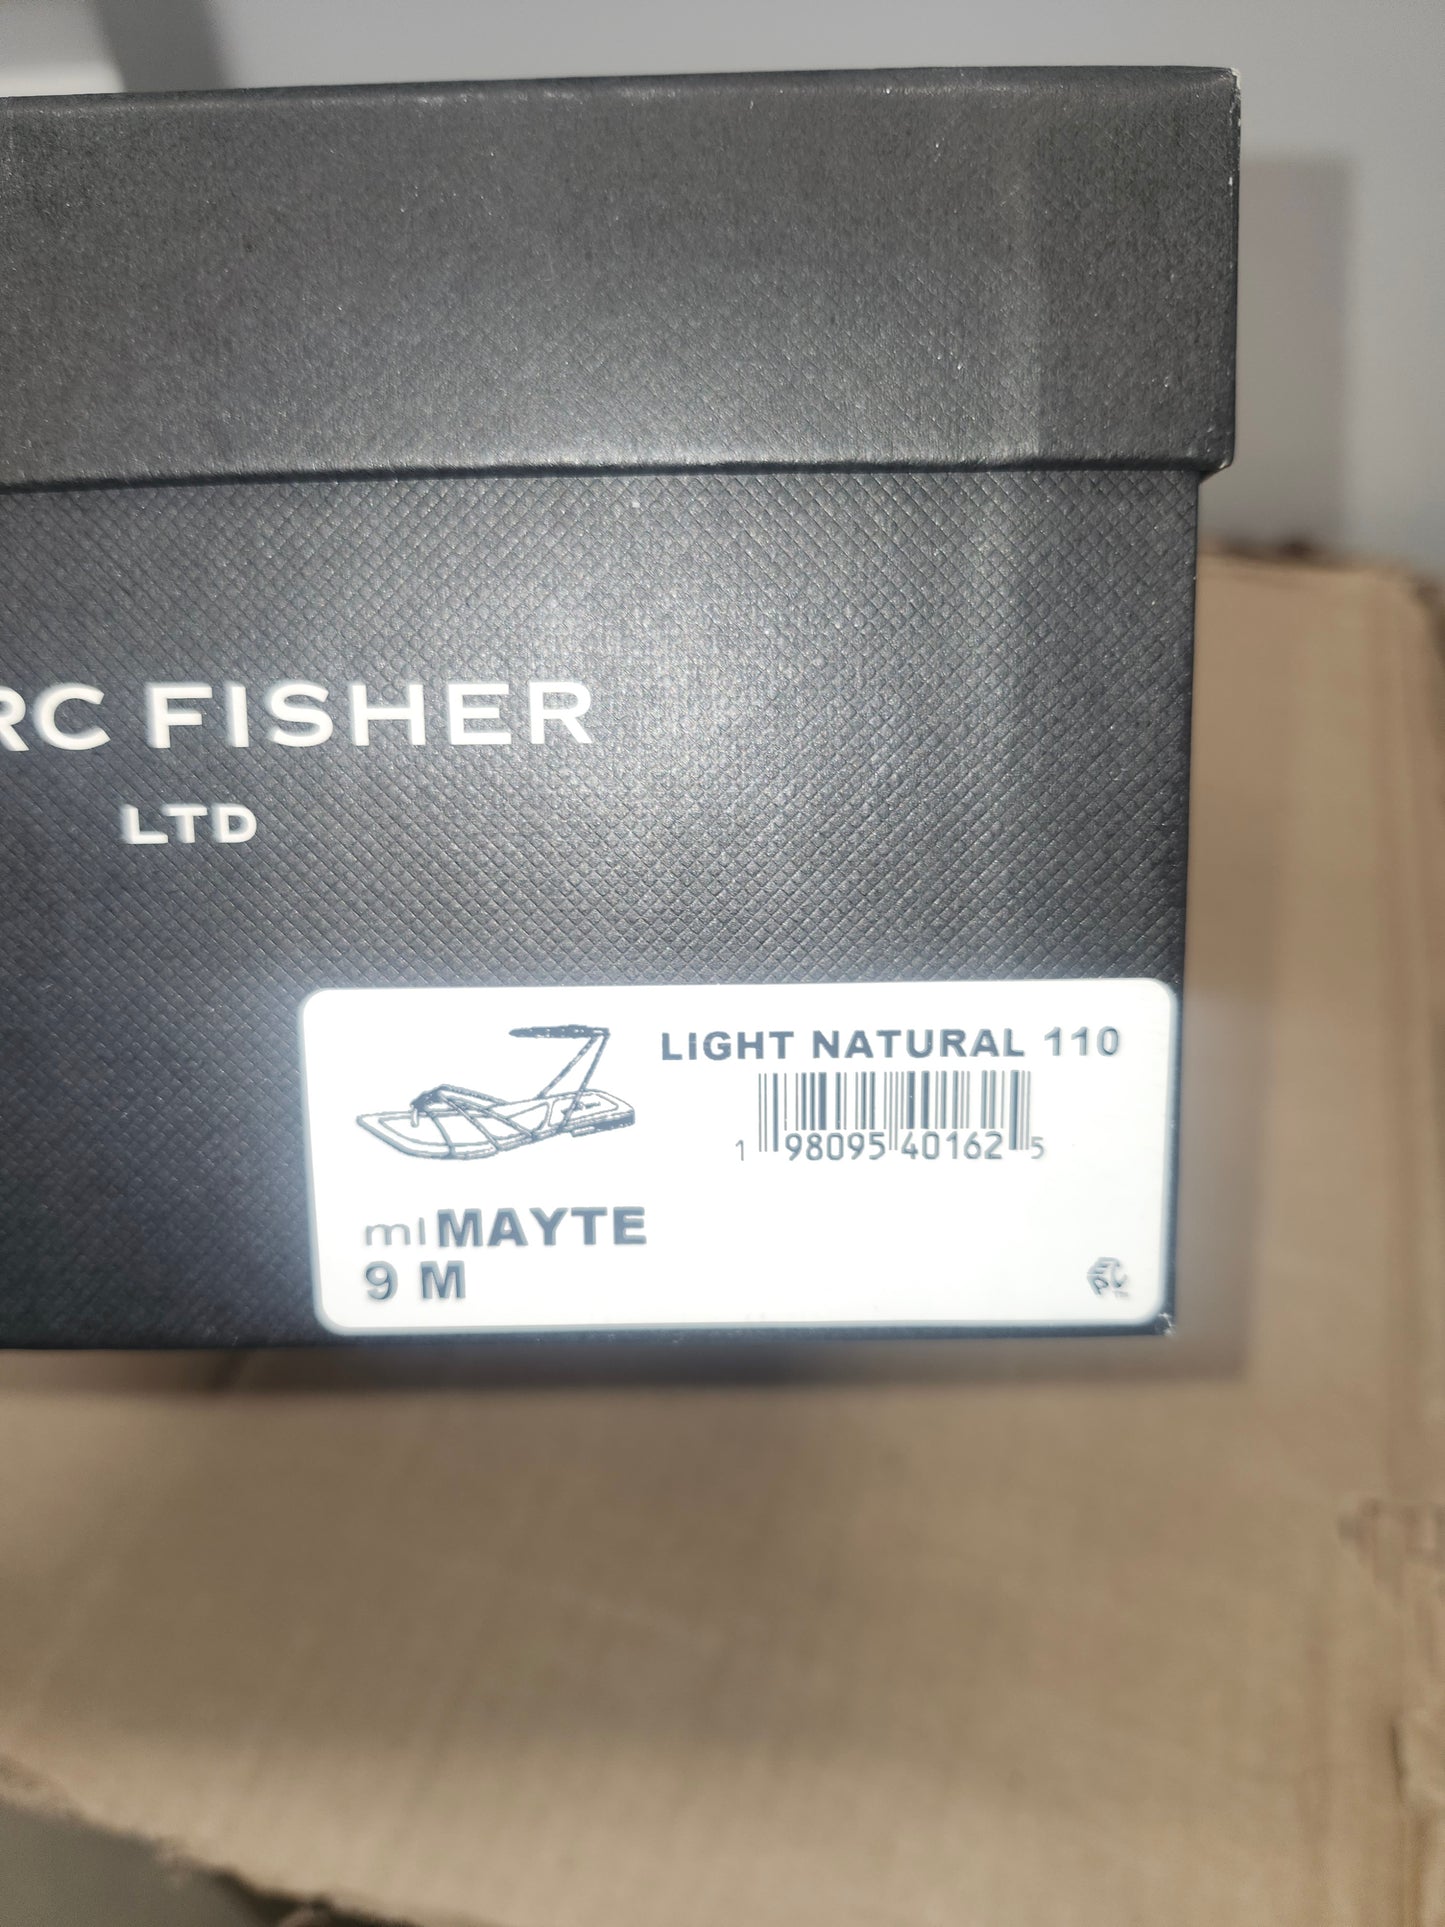 RC FISHER
LTD
LIGHT NATURAL 110
1 98095 40162 5
mlMAYTE
9 M